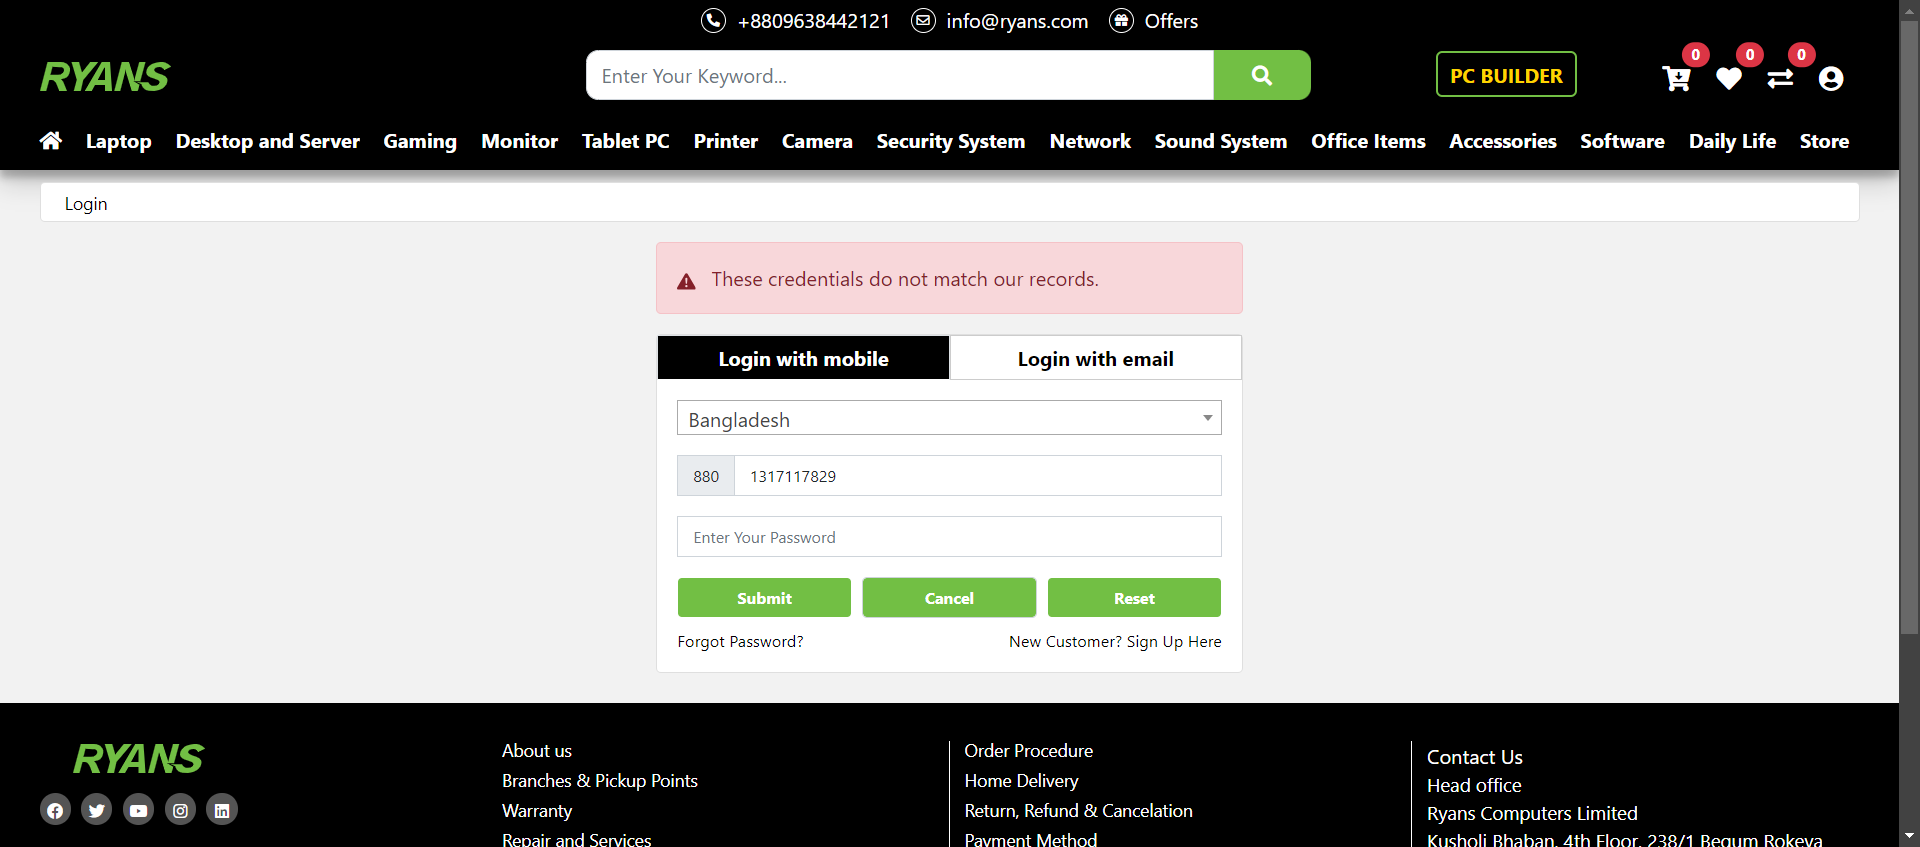 +8809638442121 info@ryans.com Offers
RYANS
Enter Your Keyword...
PC BUILDER
0 0 0
Laptop Desktop and Server Gaming Monitor Tablet PC Printer Camera Security System Network Sound System Office Items Accessories Software Daily Life Store
Login
These credentials do not match our records.
Login with mobile Login with email
Bangladesh
880 1317117829
Enter Your Password
Submit Cancel Reset
Forgot Password? New Customer? Sign Up Here
RYANS
About us
Branches & Pickup Points
Warranty
Repair and Services
Order Procedure
Home Delivery
Return, Refund & Cancelation
Payment Method
Contact Us
Head office
Ryans Computers Limited
Kusholi Bhaban, 4th Floor, 238/1 Begum Rokeya